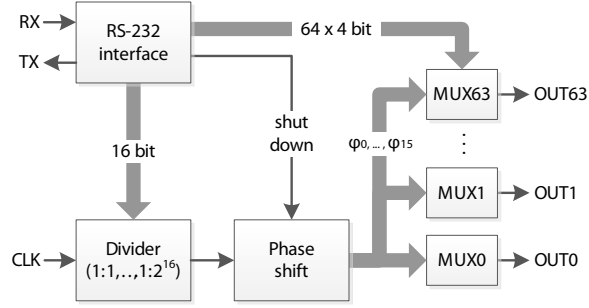 RX
TX
RS-232
interface
64 x 4 bit
16 bit
shut
down
φ0, ... , φ15
MUX63
OUT63
⋮
MUX1
OUT1
CLK
Divider
(1:1,..,1:2^16)
Phase
shift
MUX0
OUT0